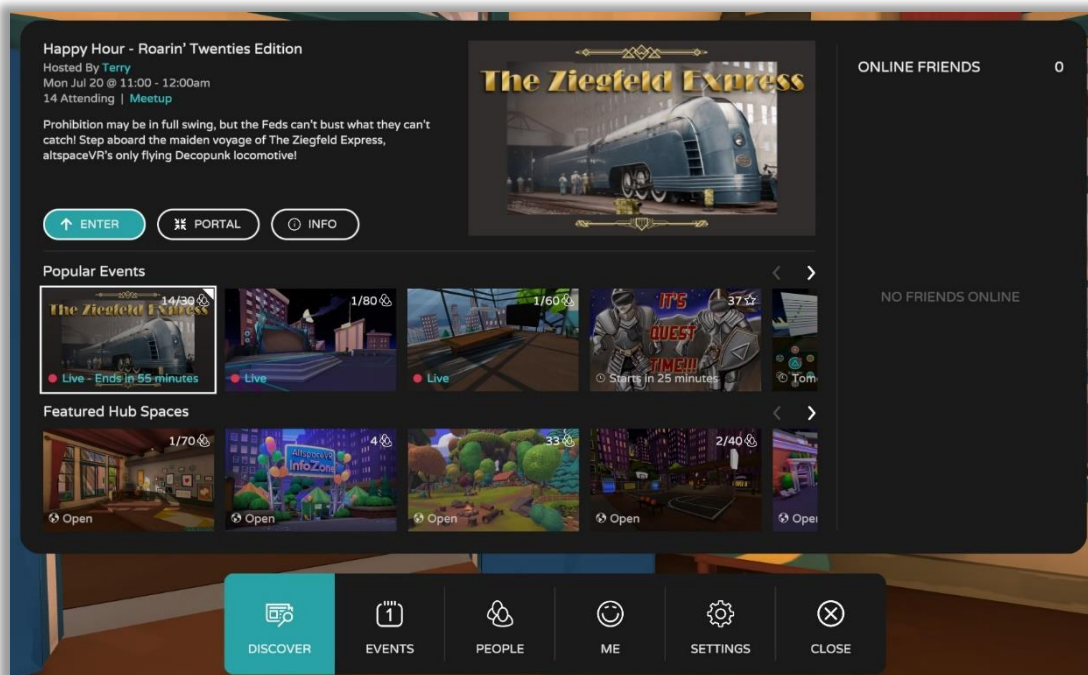 Happy Hour - Roarin' Twenties Edition
Hosted By Terry
Mon Jul 20 @ 11:00 - 12:00am
14 Attending | Meetup
Prohibition may be in full swing, but the Feds can't bust what they can't
catch! Step aboard the maiden voyage of The Ziegfeld Express,
altspaceVR's only flying Decopunk locomotive!
ENTER
PORTAL
INFO
The Ziegfeld Express
ONLINE FRIENDS 0
NO FRIENDS ONLINE
Popular Events
The Ziegfeld Express
14/30
Live - Ends in 55 minutes
1/80
Live
1/60
Live
IT'S
QUEST
TIME!!!
37
Starts in 25 minutes
Tom
Featured Hub Spaces
1/70
Open
AltspaceVR
InfoZone
4
Open
33
Open
2/40
Open
Ope
DISCOVER
1
EVENTS
PEOPLE
ME
SETTINGS
CLOSE